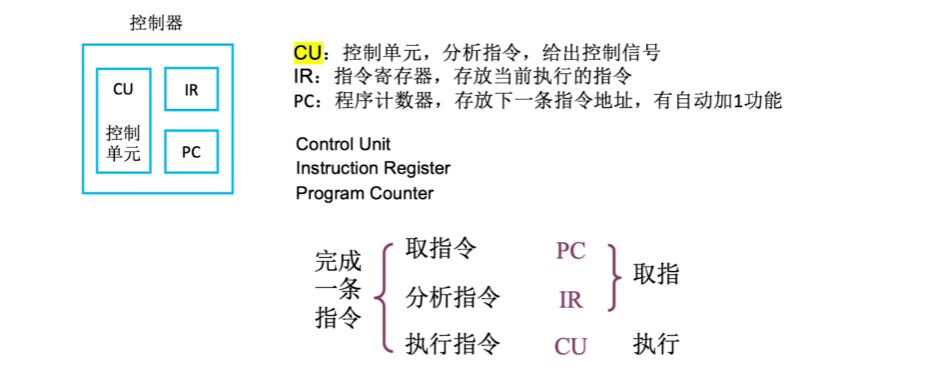 控制器
CU
控制
单元
IR
PC
CU：控制单元，分析指令，给出控制信号
IR：指令寄存器，存放当前执行的指令
PC：程序计数器，存放下一条指令地址，有自动加1功能
Control Unit
Instruction Register
Program Counter
完成
一条
指令
取指令 PC
分析指令 IR
取指
执行指令 CU 执行